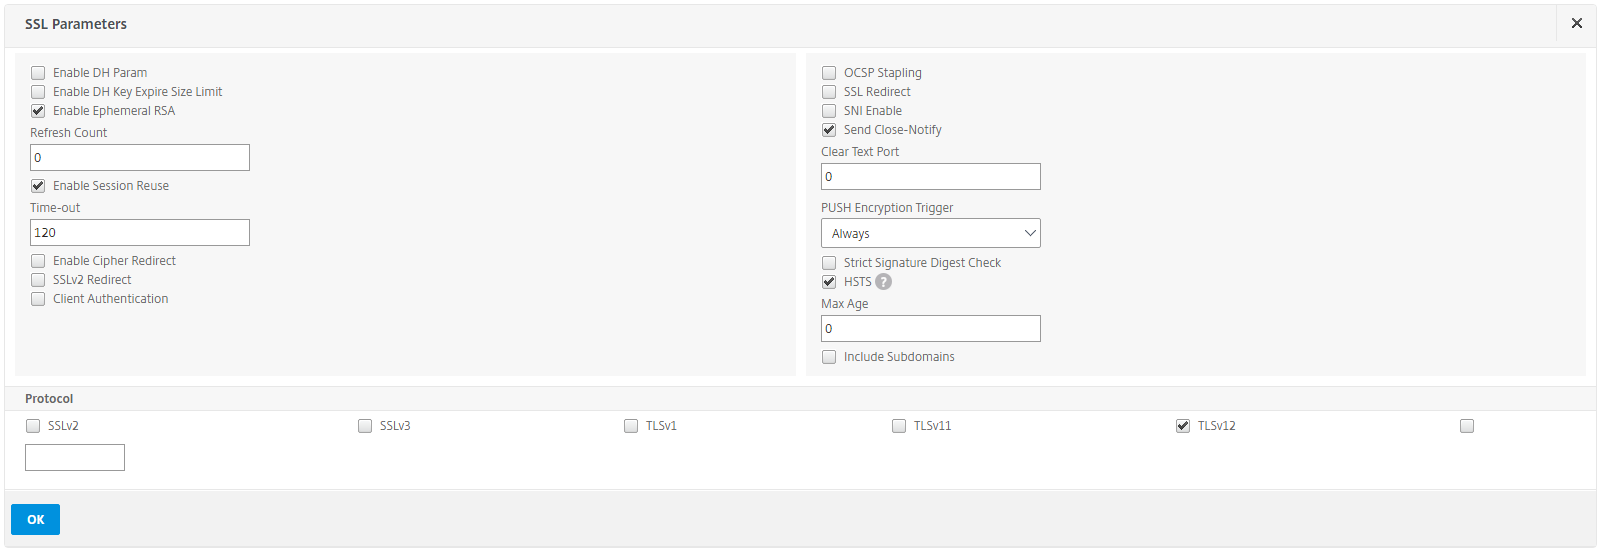 SSL Parameters
Enable DH Param
Enable DH Key Expire Size Limit
Enable Ephemeral RSA
Refresh Count
0
Enable Session Reuse
Time-out
120
Enable Cipher Redirect
SSLv2 Redirect
Client Authentication
OCSP Stapling
SSL Redirect
SNI Enable
Send Close-Notify
Clear Text Port
0
PUSH Encryption Trigger
Always
Strict Signature Digest Check
HSTS ?
Max Age
0
Include Subdomains
Protocol
SSLv2 SSLv3 TLSv1 TLSv11 TLSv12
OK